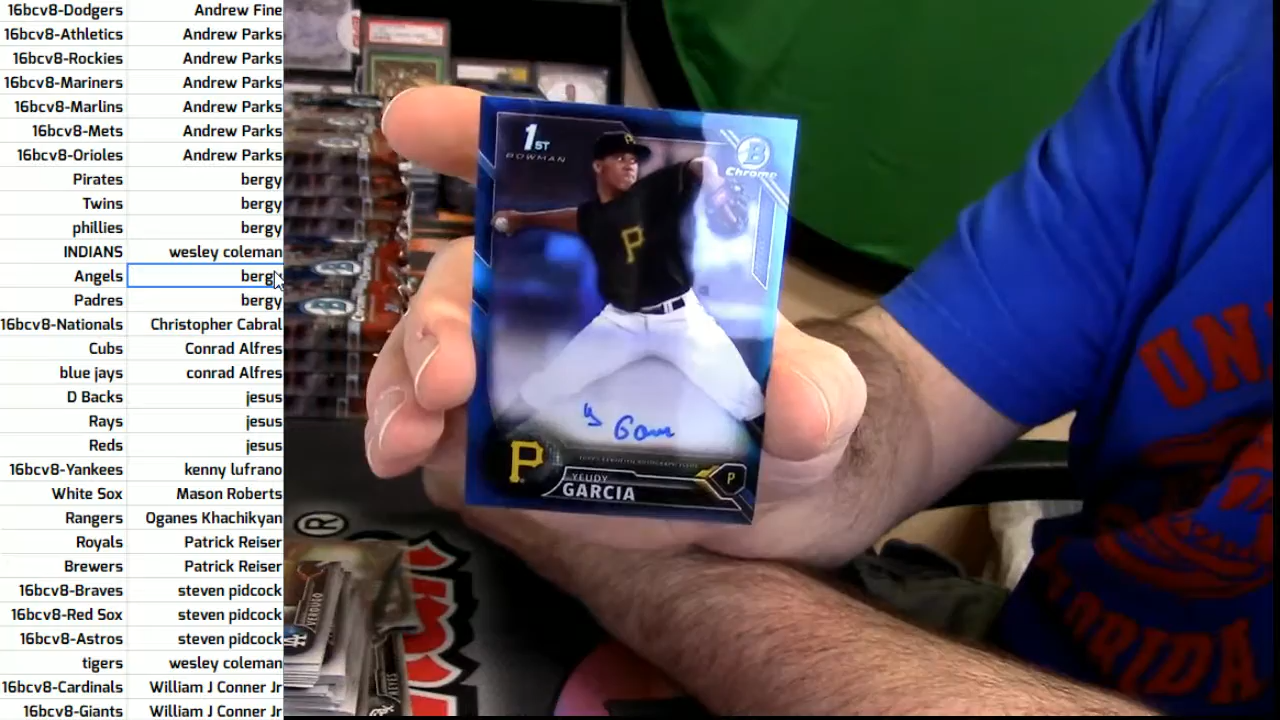 16bcv8-Dodgers Andrew Fine
16bcv8-Athletics Andrew Parks
16bcv8-Rockies Andrew Parks
16bcv8-Mariners Andrew Parks
16bcv8-Marlins Andrew Parks
16bcv8-Mets Andrew Parks
16bcv8-Orioles Andrew Parks
Pirates bergy
Twins bergy
phillies bergy
INDIANS wesley coleman
Angels bergy
Padres bergy
16bcv8-Nationals Christopher Cabral
Cubs Conrad Alfres
blue jays conrad Alfres
D Backs jesus
Rays jesus
Reds jesus
16bcv8-Yankees kenny lufrano
White Sox Mason Roberts
Rangers Oganes Khachikyan
Royals Patrick Reiser
Brewers Patrick Reiser
16bcv8-Braves steven pidcock
16bcv8-Red Sox steven pidcock
16bcv8-Astros steven pidcock
tigers wesley coleman
16bcv8-Cardinals William J Conner Jr
16bcv8-Giants William J Conner Jr
1ST
BOWMAN
B
Chrome
P
P
YEUDY
GARCIA
P
VERDUGO
®